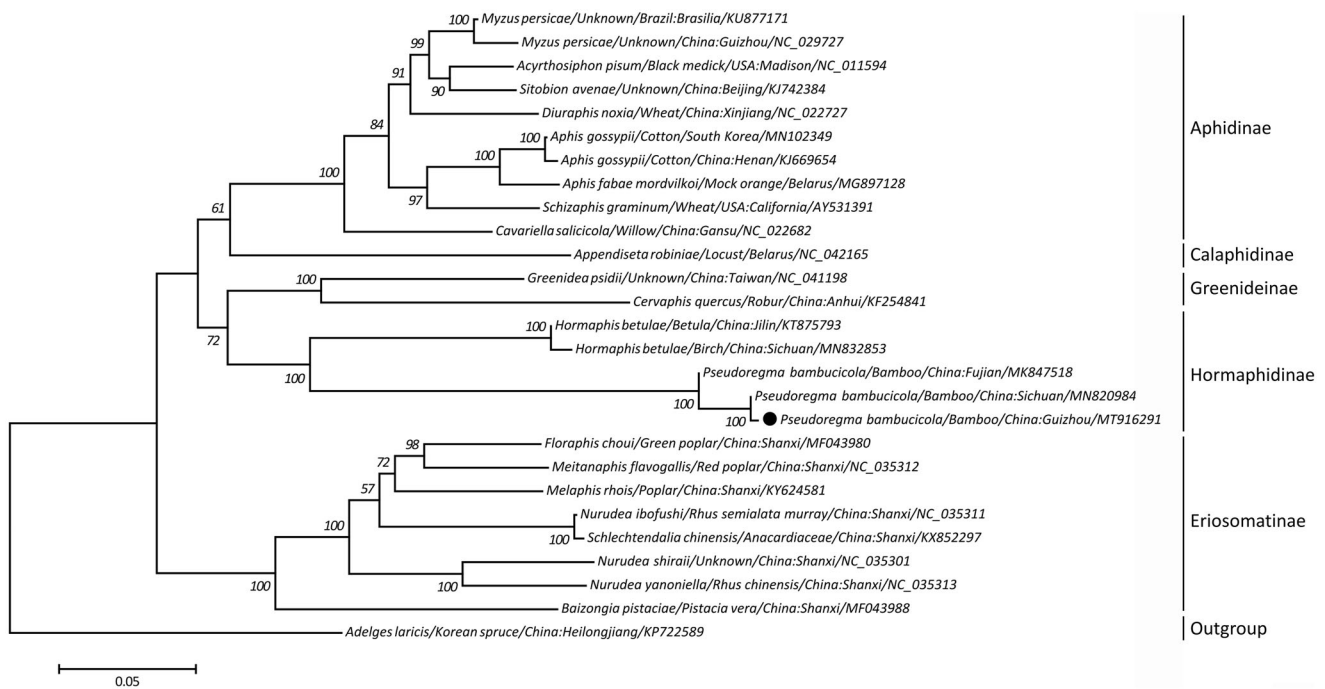 100 Myzus persicae/Unknown/Brazil:Brasilia/KU877171
99 Myzus persicae/Unknown/China:Guizhou/NC_029727
91 Acyrthosiphon pisum/Black medick/USA:Madison/NC_011594
90 Sitobion avenae/Unknown/China:Beijing/KJ742384
Diuraphis noxia/Wheat/China:Xinjiang/NC_022727
84 Aphidinae
100 Aphis gossypii/Cotton/South Korea/MN102349
100 Aphis gossypii/Cotton/China:Henan/KJ669654
100 Aphis fabae mordvilkoi/Mock orange/Belarus/MG897128
97 Schizaphis graminum/Wheat/USA:California/AY531391
61 Cavariella salicicola/Willow/China:Gansu/NC_022682
Appendiseta robiniae/Locust/Belarus/NC_042165 Calaphidinae
100 Greenidea psidii/Unknown/China:Taiwan/NC_041198
Greenideinae
Cervaphis quercus/Robur/China:Anhui/KF254841
100 Hormaphis betulae/Betula/China:Jilin/KT875793
72 Hormaphis betulae/Birch/China:Sichuan/MN832853
100 Pseudoregma bambucicola/Bamboo/China:Fujian/MK847518 Hormaphidinae
100 Pseudoregma bambucicola/Bamboo/China:Sichuan/MN820984
100 Pseudoregma bambucicola/Bamboo/China:Guizhou/MT916291
98 Floraphis choui/Green poplar/China:Shanxi/MF043980
72 Meitanaphis flavogallis/Red poplar/China:Shanxi/NC_035312
57 Melaphis rhois/Poplar/China:Shanxi/KY624581
100 Nurudea ibofushi/Rhus semialata murray/China:Shanxi/NC_035311 Eriosomatinae
100 Schlechtendalia chinensis/Anacardiaceae/China:Shanxi/KX852297
Nurudea shiraii/Unknown/China:Shanxi/NC_035301
100 100 Nurudea yanoniella/Rhus chinensis/China:Shanxi/NC_035313
Baizongia pistaciae/Pistacia vera/China:Shanxi/MF043988
Adelges laricis/Korean spruce/China:Heilongjiang/KP722589 Outgroup
0.05